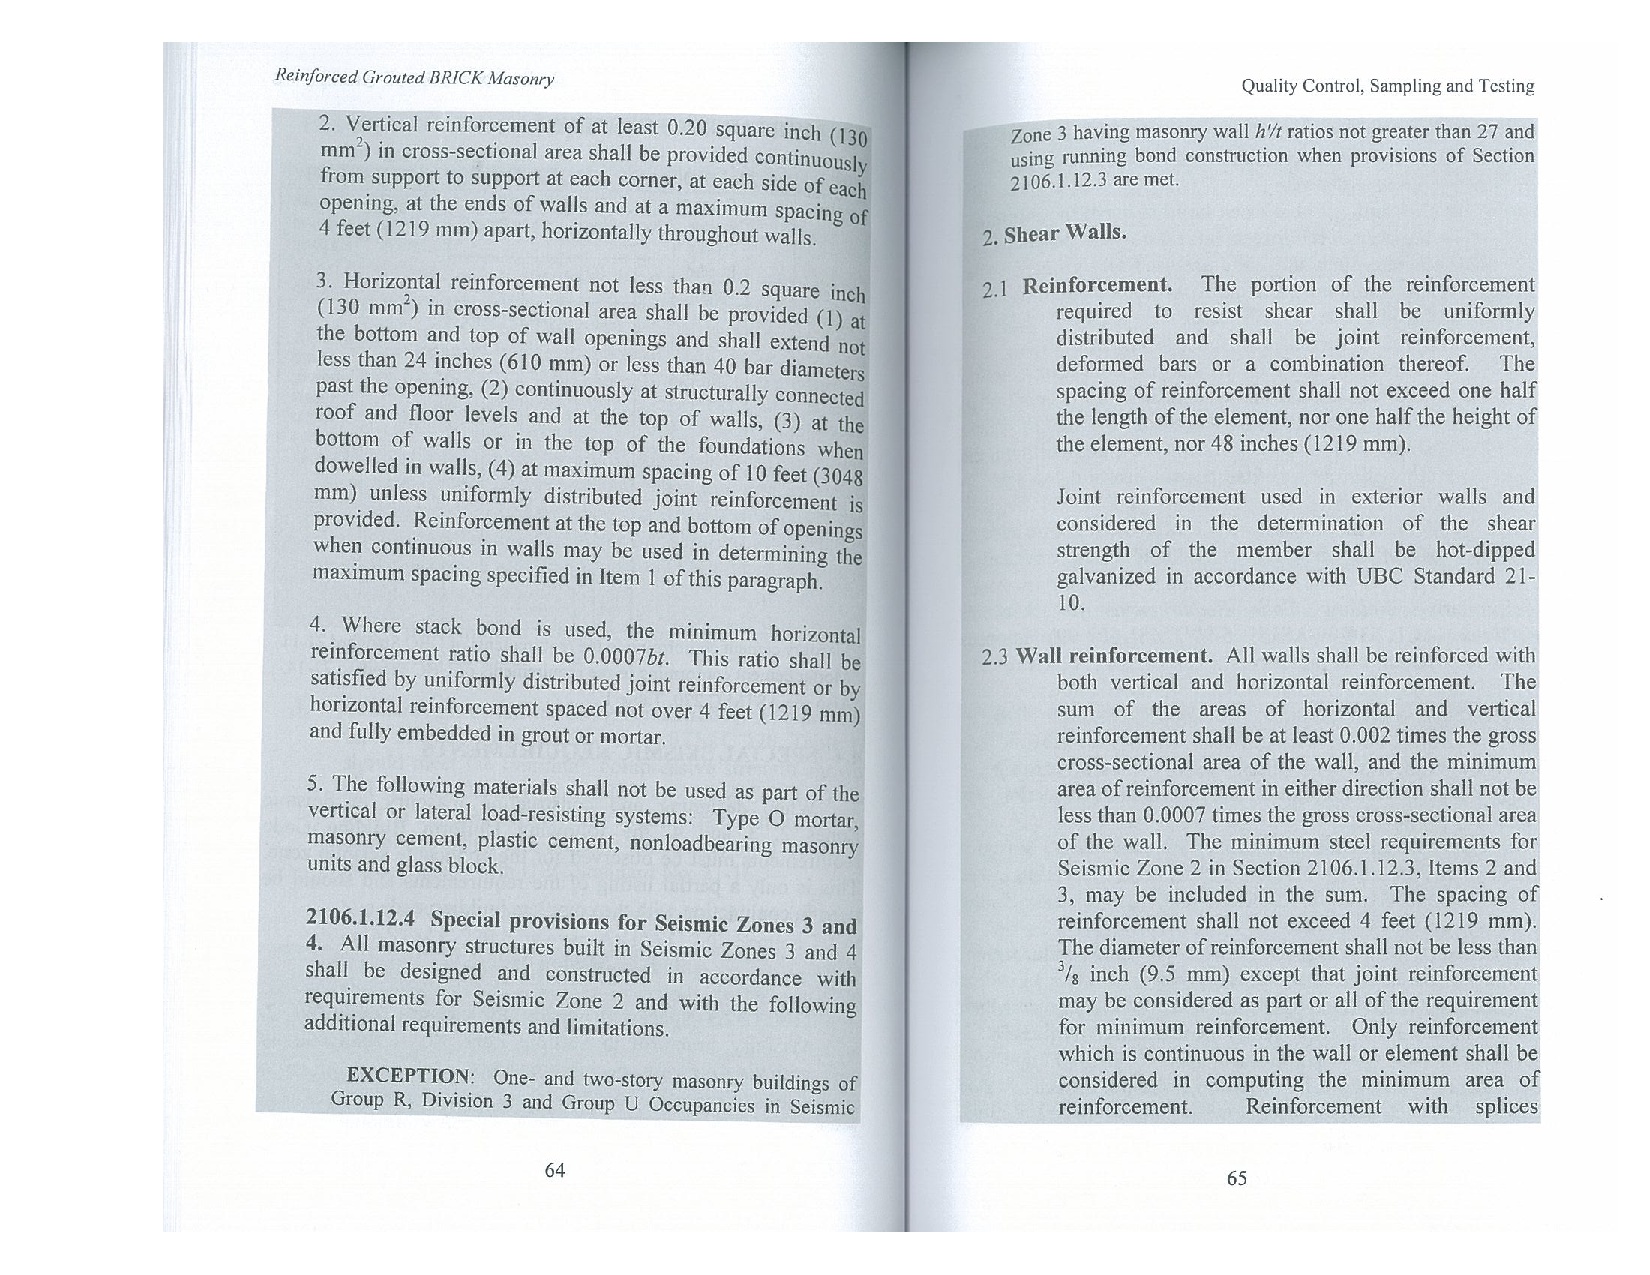 Reinforced Grouted BRICK Masonry
2. Vertical reinforcement of at least 0.20 square inch (130
mm²) in cross-sectional area shall be provided continuously
from support to support at each corner, at each side of each
opening, at the ends of walls and at a maximum spacing of
4 feet (1219 mm) apart, horizontally throughout walls.
3. Horizontal reinforcement not less than 0.2 square inch
(130 mm²) in cross-sectional area shall be provided (1) at
the bottom and top of wall openings and shall extend not
less than 24 inches (610 mm) or less than 40 bar diameters
past the opening, (2) continuously at structurally connected
roof and floor levels and at the top of walls, (3) at the
bottom of walls or in the top of the foundations when
dowelled in walls, (4) at maximum spacing of 10 feet (3048
mm) unless uniformly distributed joint reinforcement is
provided. Reinforcement at the top and bottom of openings
when continuous in walls may be used in determining the
maximum spacing specified in Item 1 of this paragraph.
4. Where stack bond is used, the minimum horizontal
reinforcement ratio shall be 0.0007bt. This ratio shall be
satisfied by uniformly distributed joint reinforcement or by
horizontal reinforcement spaced not over 4 feet (1219 mm)
and fully embedded in grout or mortar.
5. The following materials shall not be used as part of the
vertical or lateral load-resisting systems: Type O mortar,
masonry cement, plastic cement, nonloadbearing masonry
units and glass block.
2106.1.12.4 Special provisions for Seismic Zones 3 and
4. All masonry structures built in Seismic Zones 3 and 4
shall be designed and constructed in accordance with
requirements for Seismic Zone 2 and with the following
additional requirements and limitations.
EXCEPTION: One- and two-story masonry buildings of
Group R, Division 3 and Group U Occupancies in Seismic
64
Quality Control, Sampling and Testing
Zone 3 having masonry wall h'/t ratios not greater than 27 and
using running bond construction when provisions of Section
2106.1.12.3 are met.
2. Shear Walls.
2.1 Reinforcement. The portion of the reinforcement
required to resist shear shall be uniformly
distributed and shall be joint reinforcement,
deformed bars or a combination thereof. The
spacing of reinforcement shall not exceed one half
the length of the element, nor one half the height of
the element, nor 48 inches (1219 mm).
Joint reinforcement used in exterior walls and
considered in the determination of the shear
strength of the member shall be hot-dipped
galvanized in accordance with UBC Standard 21-
10.
2.3 Wall reinforcement. All walls shall be reinforced with
both vertical and horizontal reinforcement. The
sum of the areas of horizontal and vertical
reinforcement shall be at least 0.002 times the gross
cross-sectional area of the wall, and the minimum
area of reinforcement in either direction shall not be
less than 0.0007 times the gross cross-sectional area
of the wall. The minimum steel requirements for
Seismic Zone 2 in Section 2106.1.12.3, Items 2 and
3, may be included in the sum. The spacing of
reinforcement shall not exceed 4 feet (1219 mm).
The diameter of reinforcement shall not be less than
³/₈ inch (9.5 mm) except that joint reinforcement
may be considered as part or all of the requirement
for minimum reinforcement. Only reinforcement
which is continuous in the wall or element shall be
considered in computing the minimum area of
reinforcement. Reinforcement with splices
65